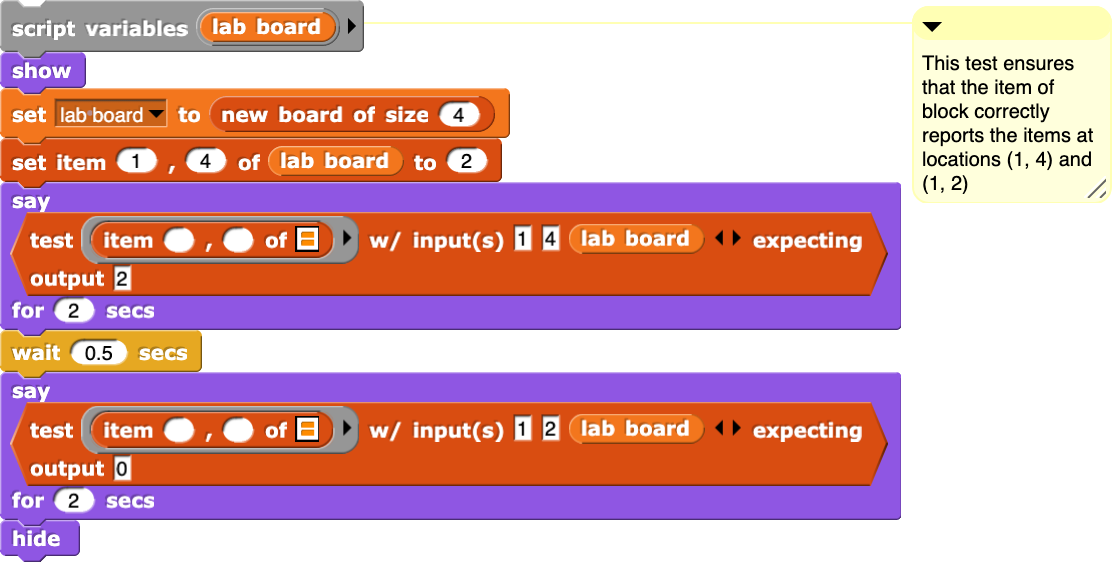 script variables lab board
show
set lab board to new board of size 4
set item 1 , 4 of lab board to 2
say
test item , of w/ input(s) 1 4 lab board expecting
output 2
for 2 secs
wait 0.5 secs
say
test item , of w/ input(s) 1 2 lab board expecting
output 0
for 2 secs
hide
This test ensures
that the item of
block correctly
reports the items at
locations (1, 4) and
(1, 2)